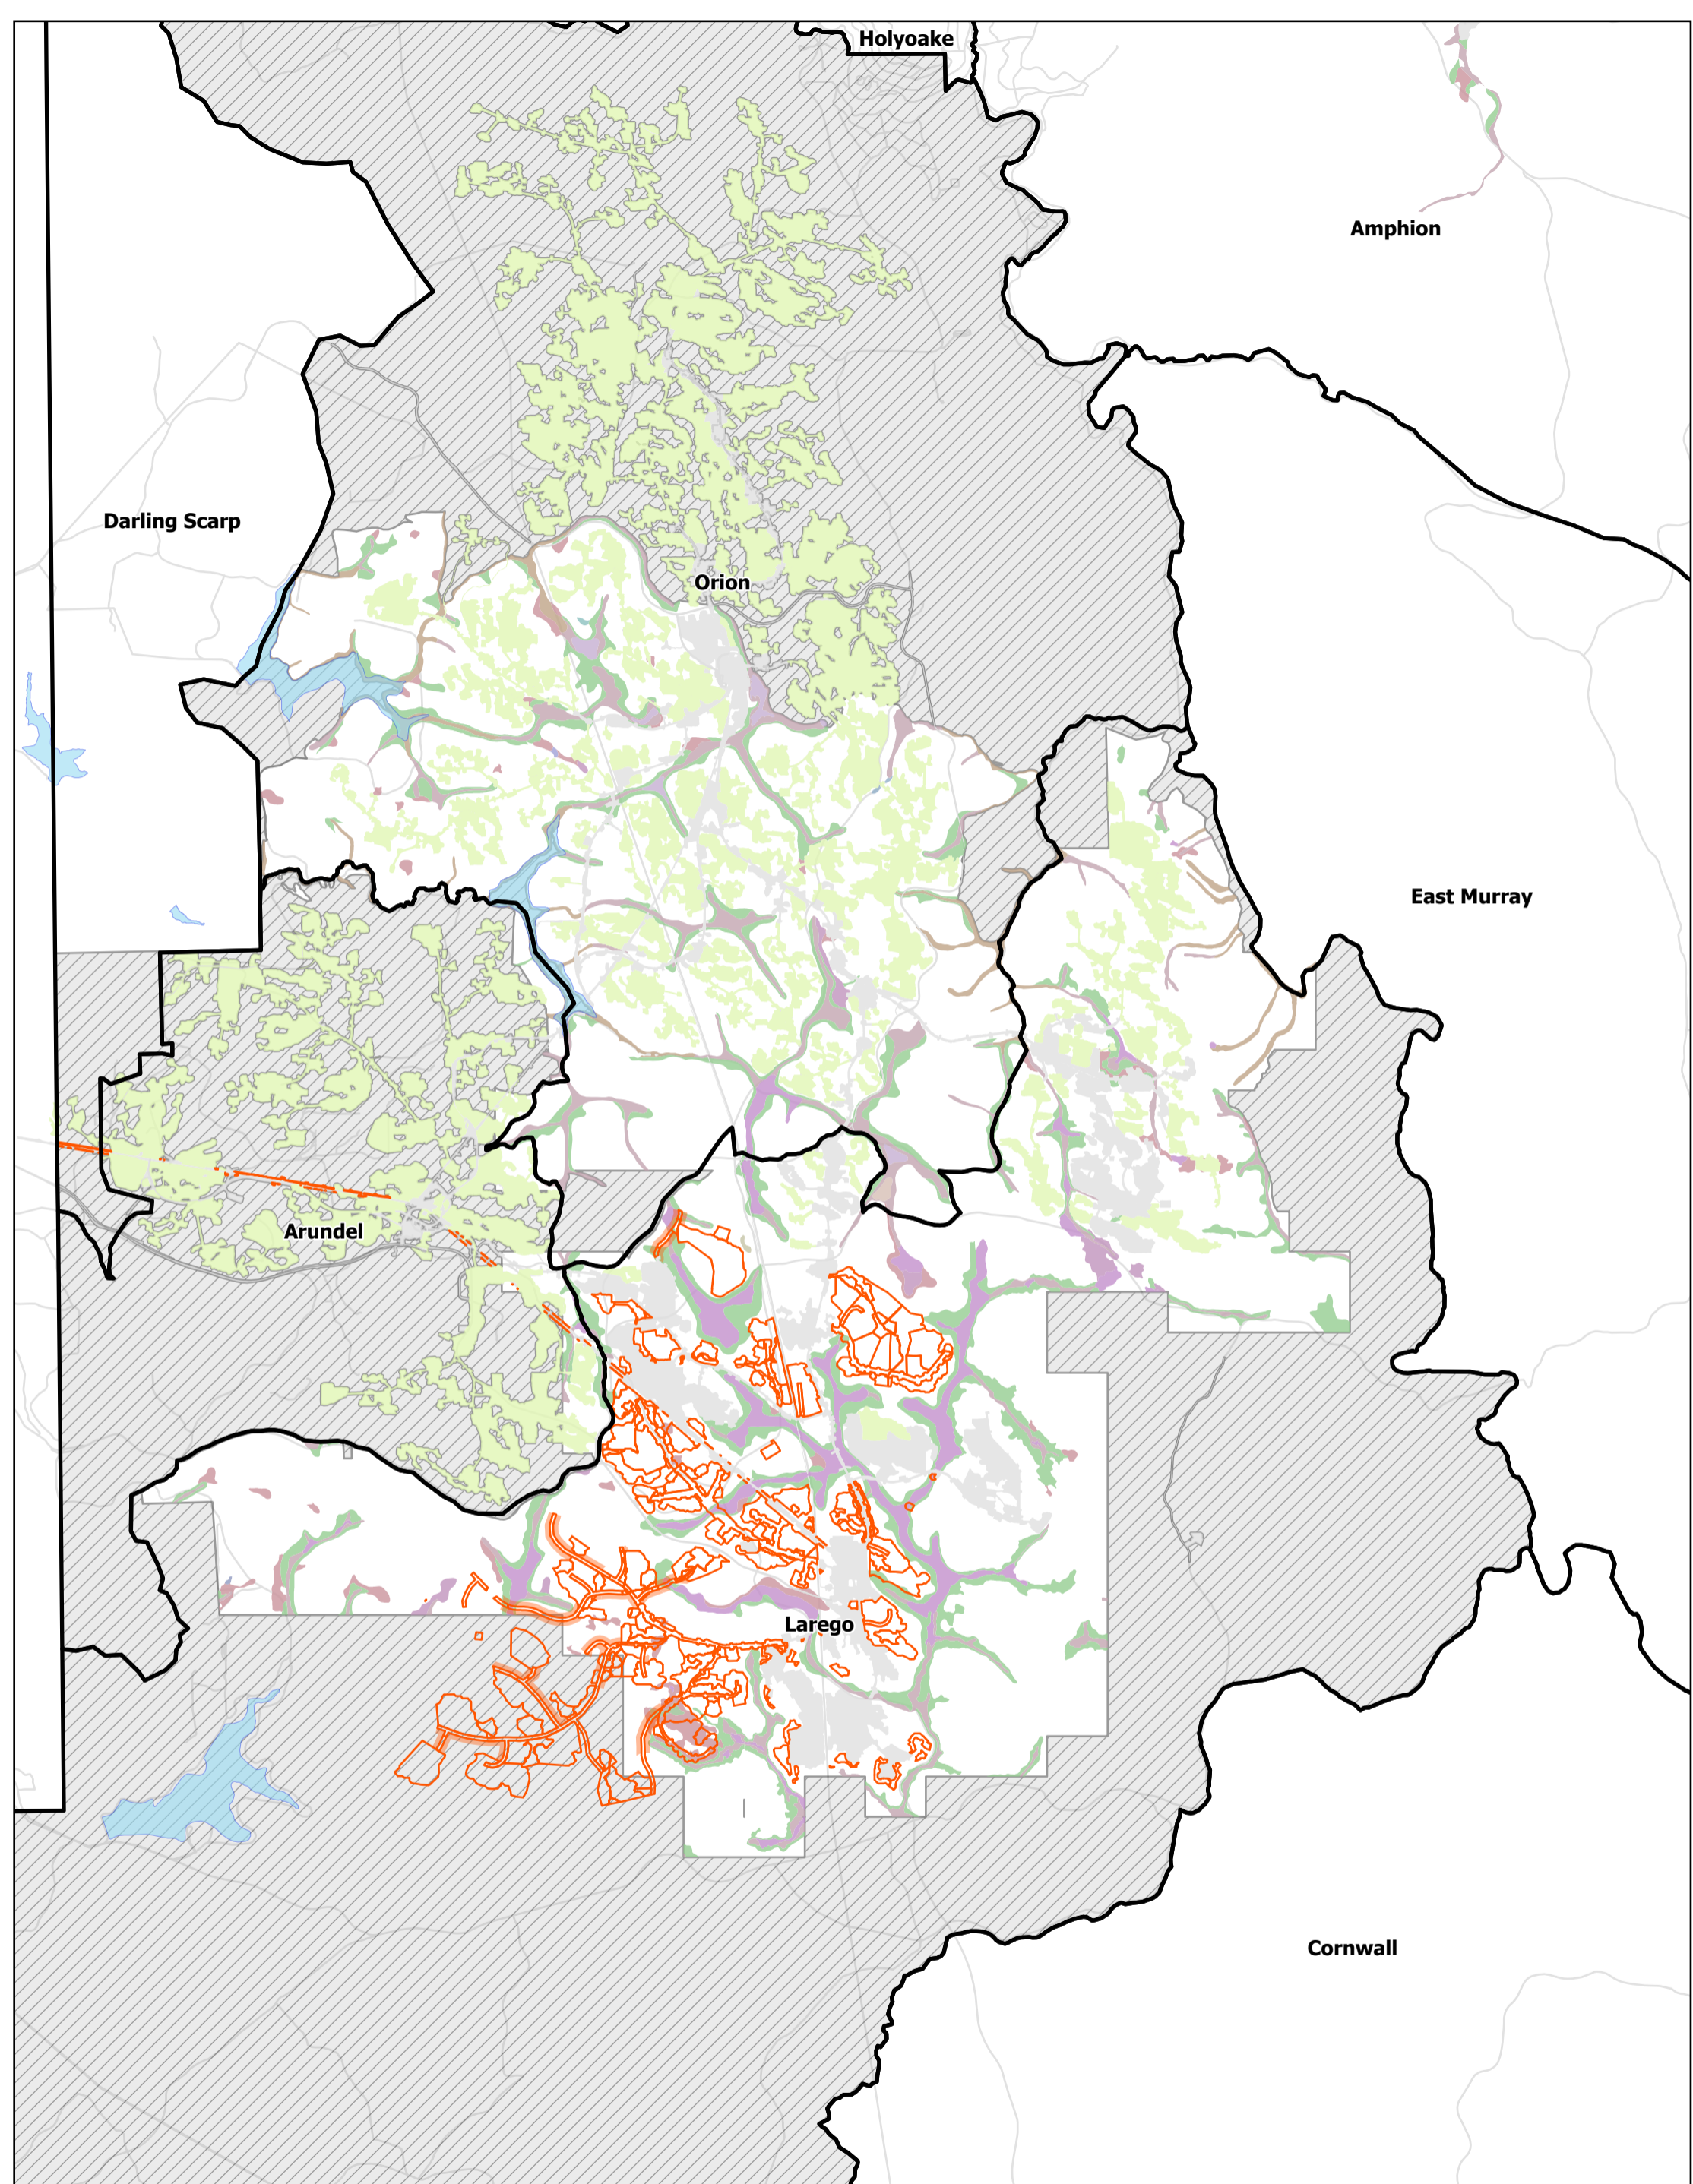 Holyoake
Amphion
Darling Scarp
Orion
East Murray
Arundel
Larego
Cornwall